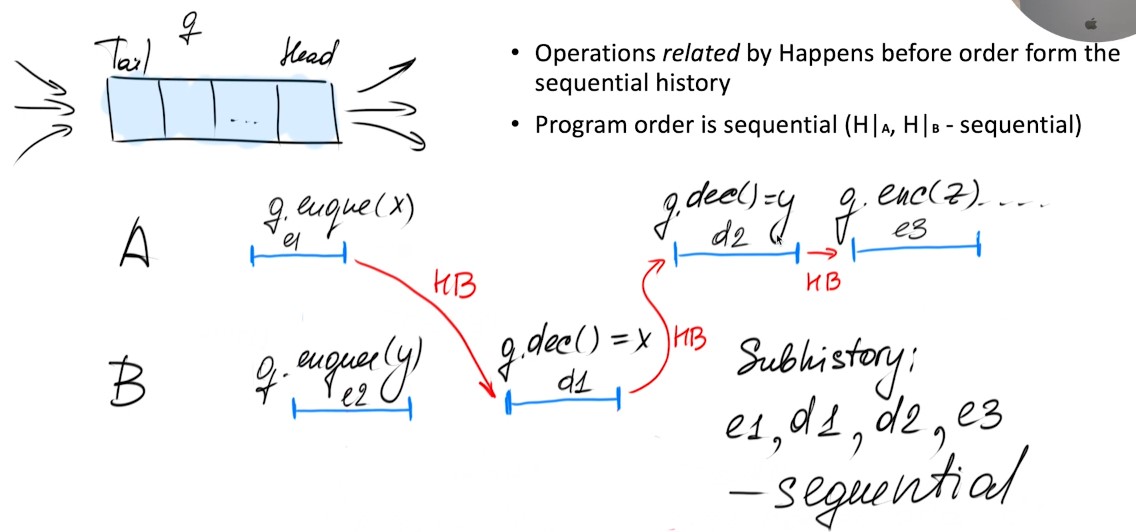 q
Tail
Head
...
• Operations related by Happens before order form the
sequential history
• Program order is sequential (H|A, H|B - sequential)
A
q.enque(x)
e1
HB
q.dec()=y
d2
HB
q.enc(z).....
e3
B
q.enque(y)
e2
q.dec()=x
d1
HB
Subhistory:
e1, d1, d2, e3
- sequential